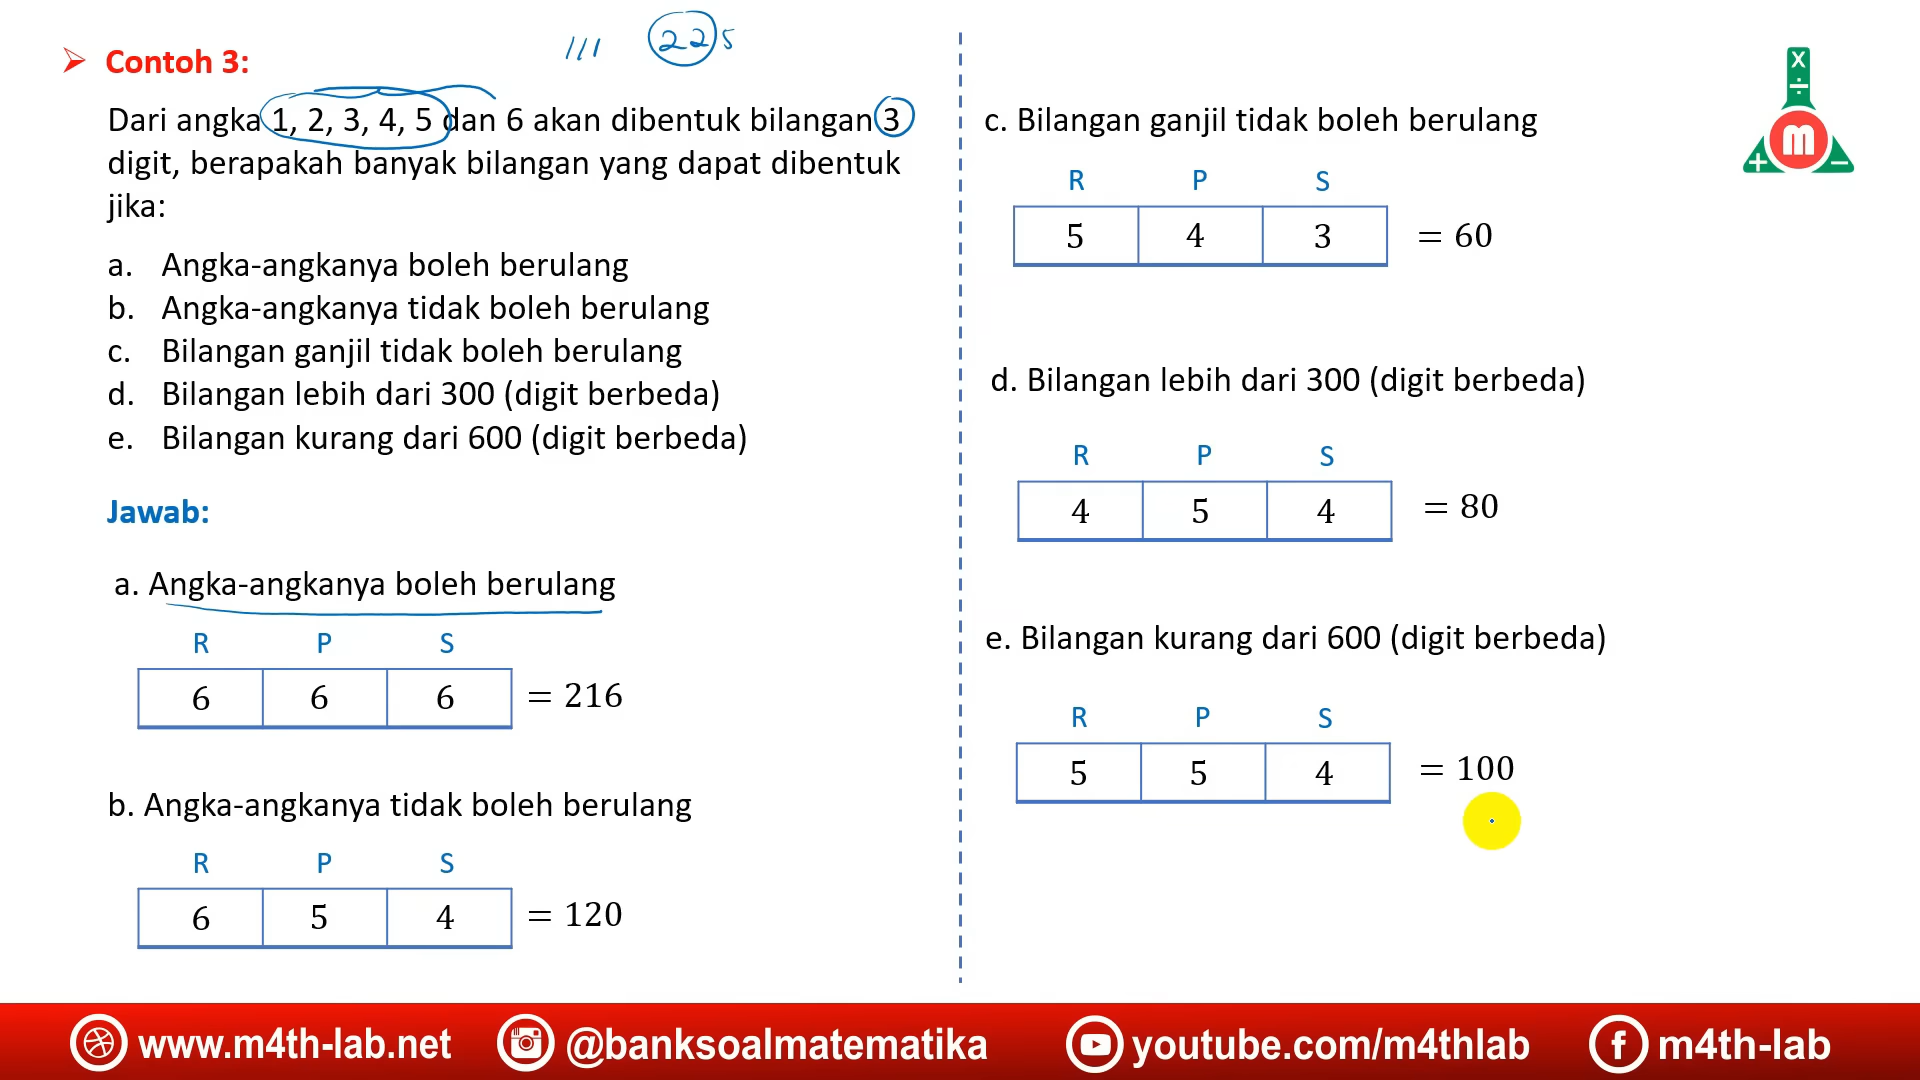 111 225
➢ Contoh 3:
Dari angka 1, 2, 3, 4, 5 dan 6 akan dibentuk bilangan 3
digit, berapakah banyak bilangan yang dapat dibentuk
jika:
a. Angka-angkanya boleh berulang
b. Angka-angkanya tidak boleh berulang
c. Bilangan ganjil tidak boleh berulang
d. Bilangan lebih dari 300 (digit berbeda)
e. Bilangan kurang dari 600 (digit berbeda)
Jawab:
a. Angka-angkanya boleh berulang
R P S
6 6 6 = 216
b. Angka-angkanya tidak boleh berulang
R P S
6 5 4 = 120
c. Bilangan ganjil tidak boleh berulang
R P S
5 4 3 = 60
d. Bilangan lebih dari 300 (digit berbeda)
R P S
4 5 4 = 80
e. Bilangan kurang dari 600 (digit berbeda)
R P S
5 5 4 = 100
x ÷
m
+ −
www.m4th-lab.net @banksoalmatematika youtube.com/m4thlab f m4th-lab